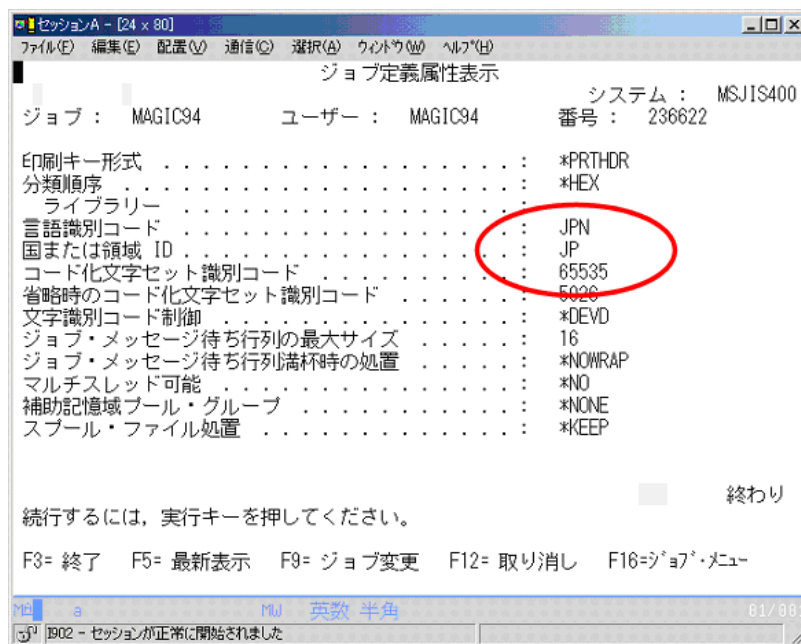 セッションA - [24 x 80]
ファイル(F) 編集(E) 配置(V) 通信(C) 選択(A) ウィンドウ(W) ヘルプ(H)
ジョブ定義属性表示
システム : MSJIS400
ジョブ : MAGIC94 ユーザー : MAGIC94 番号 : 236622
印刷キー形式 . . . . . . . . . . . . . . . . . . : *PRTHDR
分類順序 . . . . . . . . . . . . . . . . . . . . : *HEX
ライブラリー . . . . . . . . . . . . . . . . . :
言語識別コード . . . . . . . . . . . . . . . . . : JPN
国または領域 ID . . . . . . . . . . . . . . . . . : JP
コード化文字セット識別コード . . . . . . . . . . : 65535
省略時のコード化文字セット識別コード . . . . . . : 5026
文字識別コード制御 . . . . . . . . . . . . . . . : *DEVD
ジョブ・メッセージ待ち行列の最大サイズ . . . . . : 16
ジョブ・メッセージ待ち行列満杯時の処置 . . . . . : *NOWRAP
マルチスレッド可能 . . . . . . . . . . . . . . . : *NO
補助記憶域プール・グループ . . . . . . . . . . . : *NONE
スプール・ファイル処置 . . . . . . . . . . . . . : *KEEP
終わり
続行するには, 実行キーを押してください。
F3= 終了 F5= 最新表示 F9= ジョブ変更 F12= 取り消し F16=ジョブ・メニュー
a MW 英数 半角
I902 - セッションが正常に開始されました